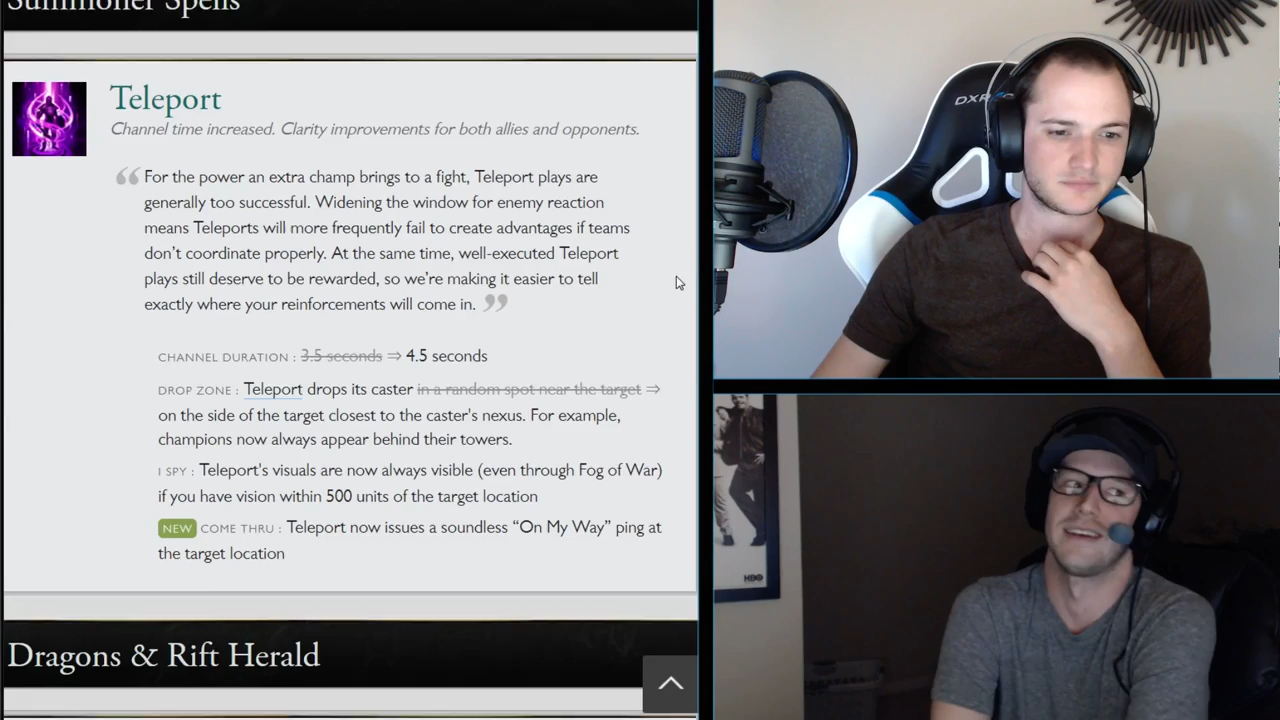 Summoner Spells
Teleport
Channel time increased. Clarity improvements for both allies and opponents.
“ For the power an extra champ brings to a fight, Teleport plays are
generally too successful. Widening the window for enemy reaction
means Teleports will more frequently fail to create advantages if teams
don’t coordinate properly. At the same time, well-executed Teleport
plays still deserve to be rewarded, so we’re making it easier to tell
exactly where your reinforcements will come in. ”
CHANNEL DURATION : 3.5 seconds ⇒ 4.5 seconds
DROP ZONE : Teleport drops its caster in a random spot near the target ⇒
on the side of the target closest to the caster's nexus. For example,
champions now always appear behind their towers.
I SPY : Teleport's visuals are now always visible (even through Fog of War)
if you have vision within 500 units of the target location
NEW COME THRU : Teleport now issues a soundless “On My Way” ping at
the target location
Dragons & Rift Herald
HBO